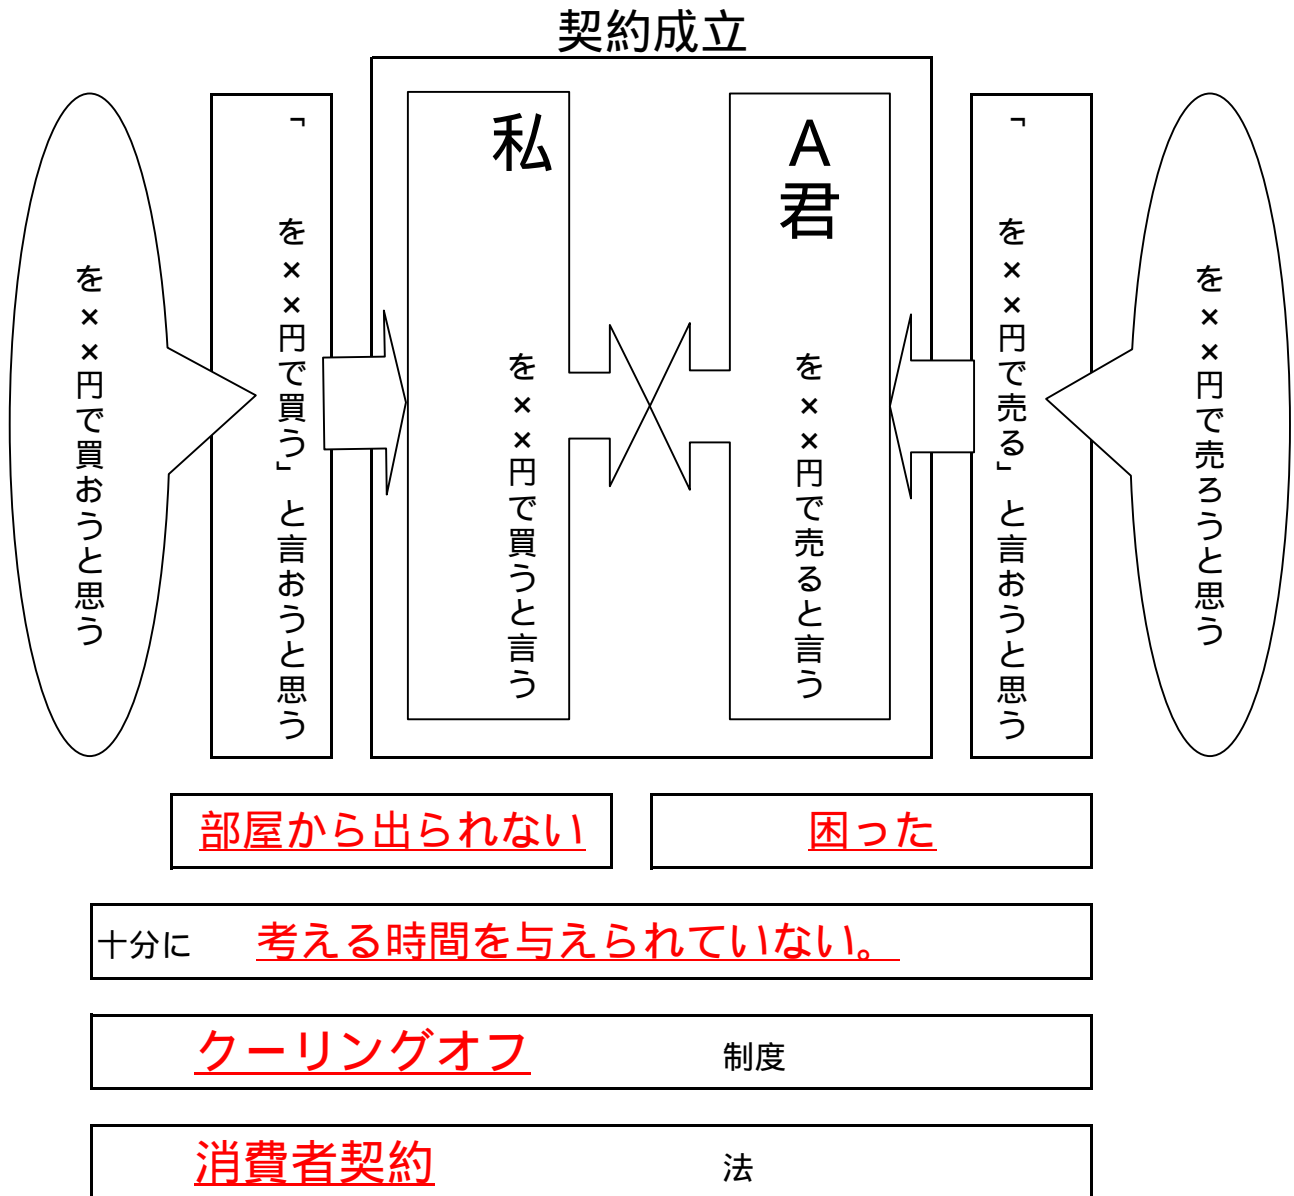 契約成立
を××円で売ろうと思う
「　を××円で売る」と言おうと思う
A君
を××円で売ると言う
私
を××円で買うと言う
「　を××円で買う」と言おうと思う
を××円で買おうと思う
部屋から出られない
困った
十分に　考える時間を与えられていない。
クーリングオフ　制度
消費者契約　法